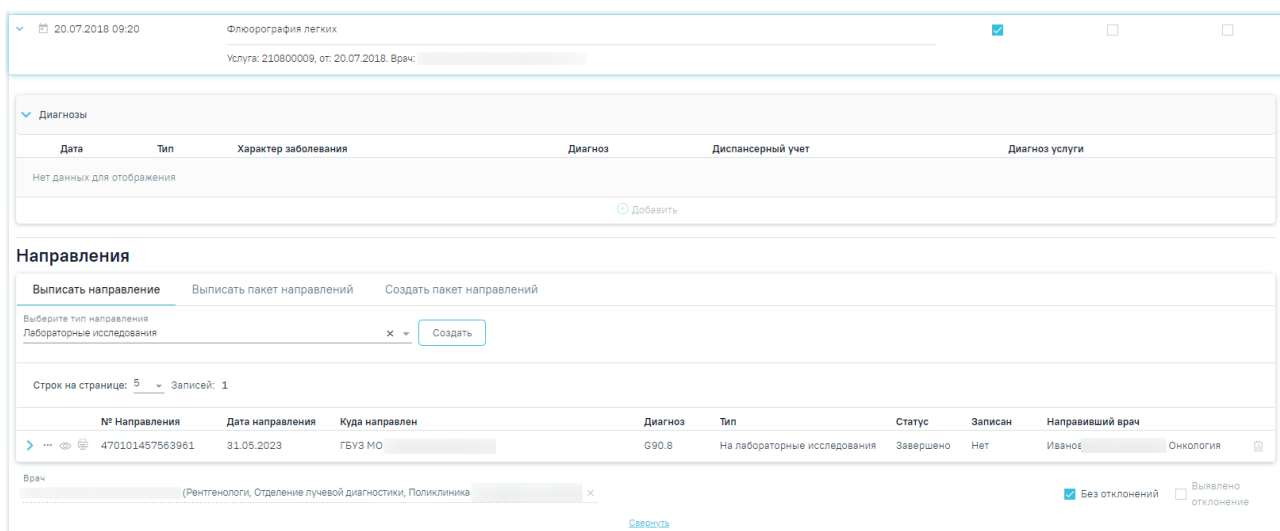 20.07.2018 09:20 Флюорография легких
Услуга: 210800009, от: 20.07.2018. Врач:
Диагнозы
Дата Тип Характер заболевания Диагноз Диспансерный учет Диагноз услуги
Нет данных для отображения
Добавить
Направления
Выписать направление Выписать пакет направлений Создать пакет направлений
Выберите тип направления
Лабораторные исследования Создать
Строк на странице: 5 Записей: 1
№ Направления Дата направления Куда направлен Диагноз Тип Статус Записан Направивший врач
470101457563961 31.05.2023 ГБУЗ МО G90.8 На лабораторные исследования Завершено Нет Иванов Онкология
Врач
(Рентгенологи, Отделение лучевой диагностики, Поликлиника
Без отклонений Выявлено отклонение
Свернуть